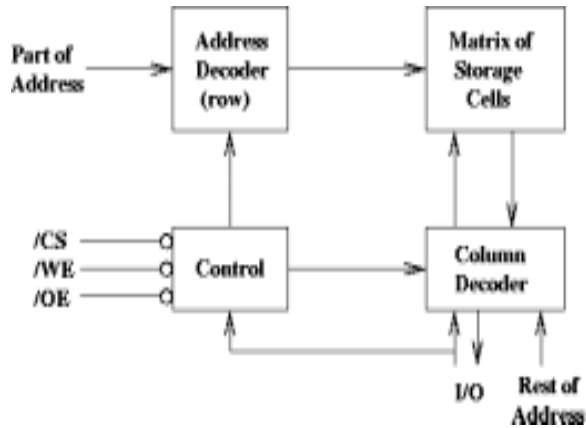 Part of
Address
Address
Decoder
(row)
Matrix of
Storage
Cells
/CS
/WE
/OE
Control
Column
Decoder
I/O
Rest of
Address